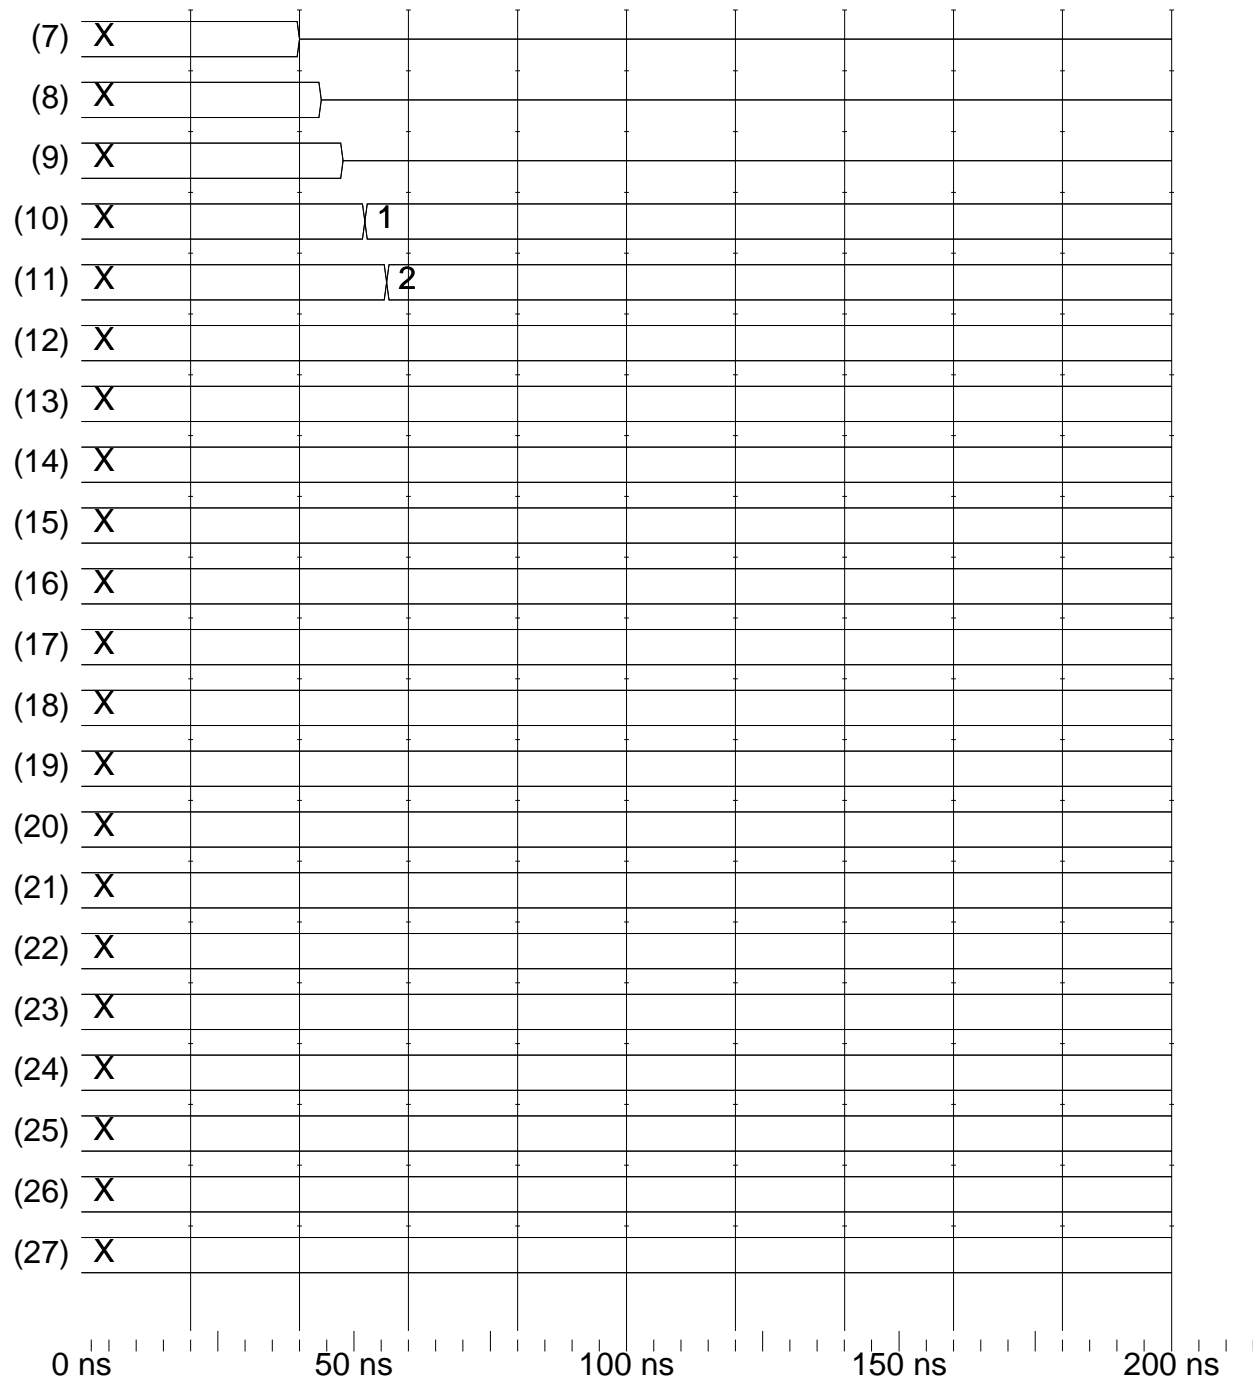 (7) X
(8) X
(9) X
(10) X 1
(11) X 2
(12) X
(13) X
(14) X
(15) X
(16) X
(17) X
(18) X
(19) X
(20) X
(21) X
(22) X
(23) X
(24) X
(25) X
(26) X
(27) X
0 ns 50 ns 100 ns 150 ns 200 ns